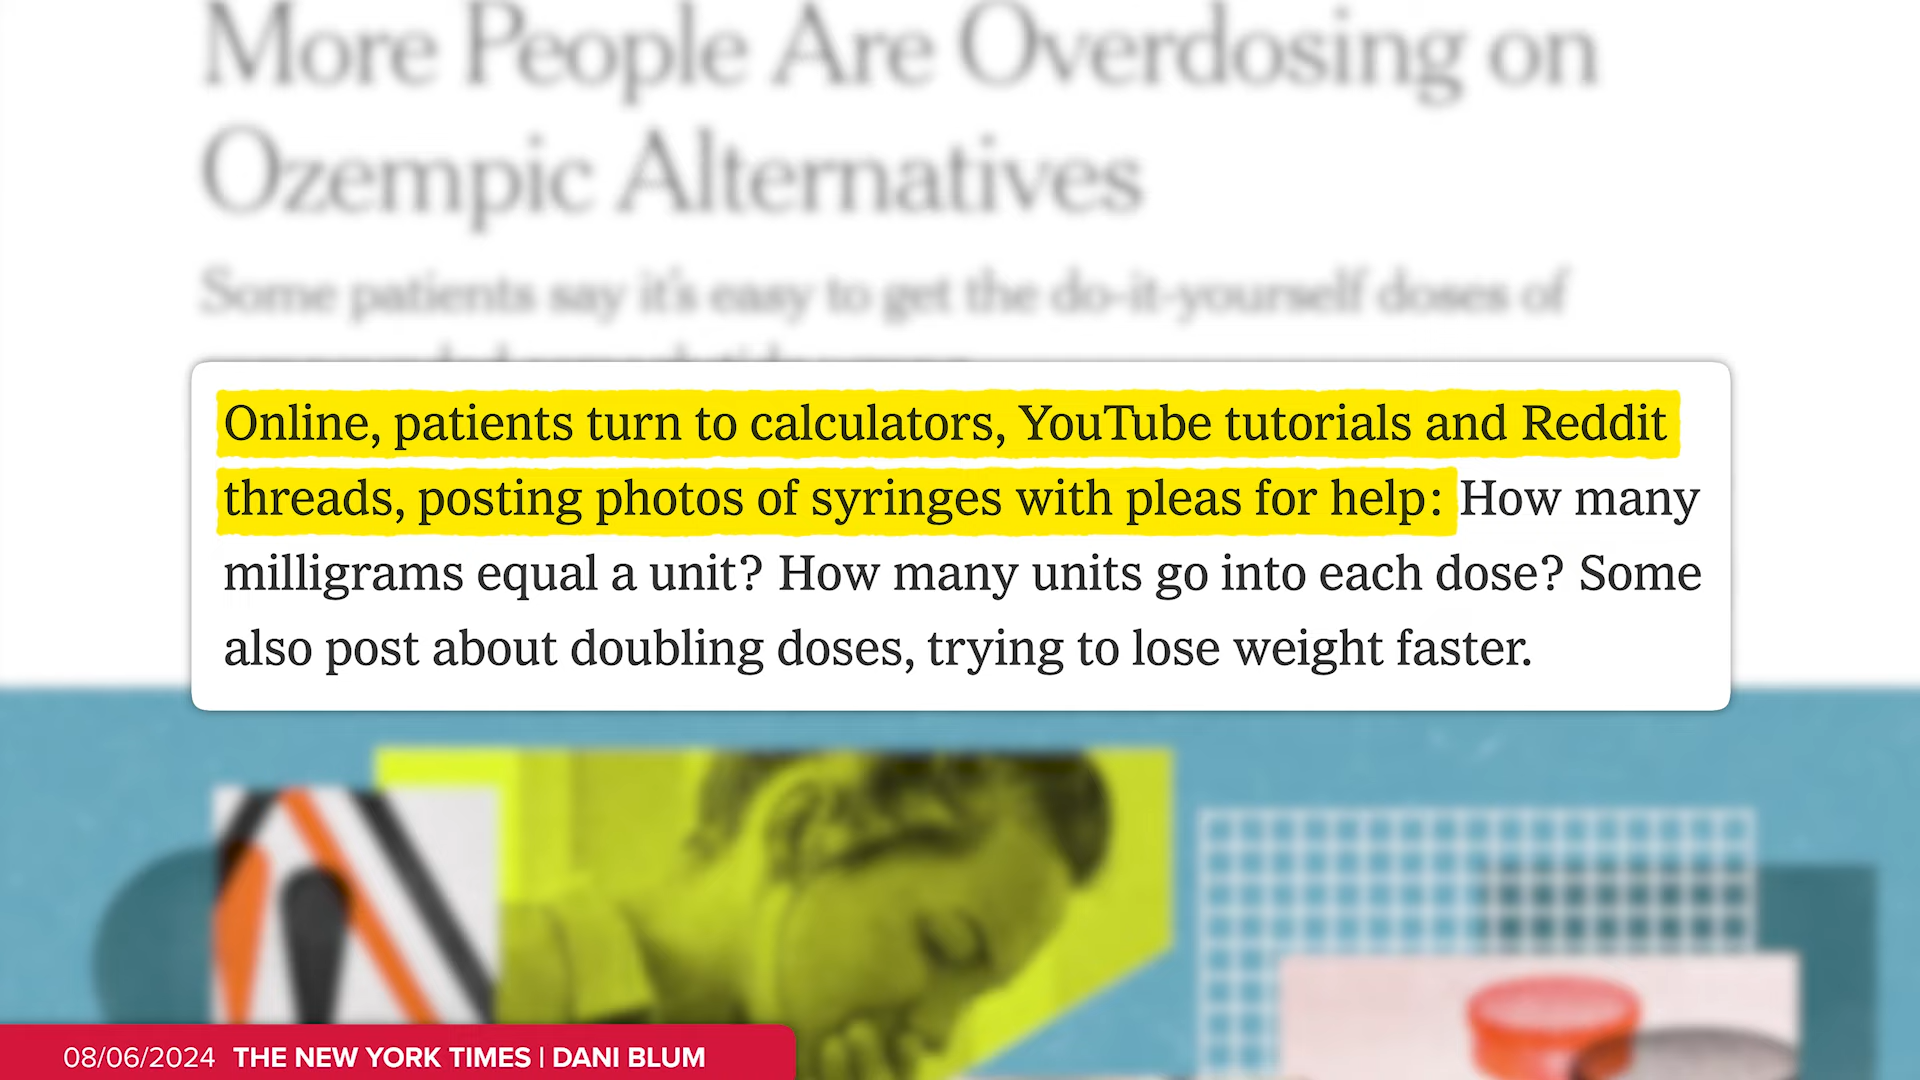 More People Are Overdosing on
Ozempic Alternatives
Some patients say it's easy to get the do-it-yourself doses of
Online, patients turn to calculators, YouTube tutorials and Reddit
threads, posting photos of syringes with pleas for help: How many
milligrams equal a unit? How many units go into each dose? Some
also post about doubling doses, trying to lose weight faster.
08/06/2024 THE NEW YORK TIMES | DANI BLUM